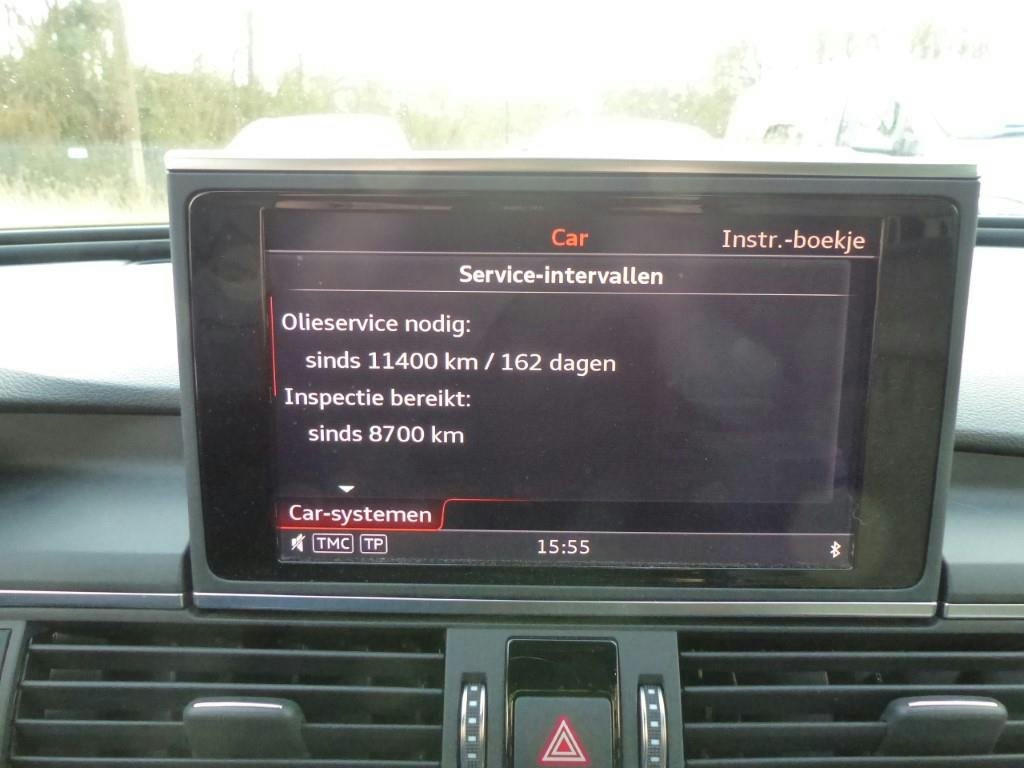 Car
Instr.-boekje
Service-intervallen
Olieservice nodig:
sinds 11400 km / 162 dagen
Inspectie bereikt:
sinds 8700 km
Car-systemen
TMC TP
15:55